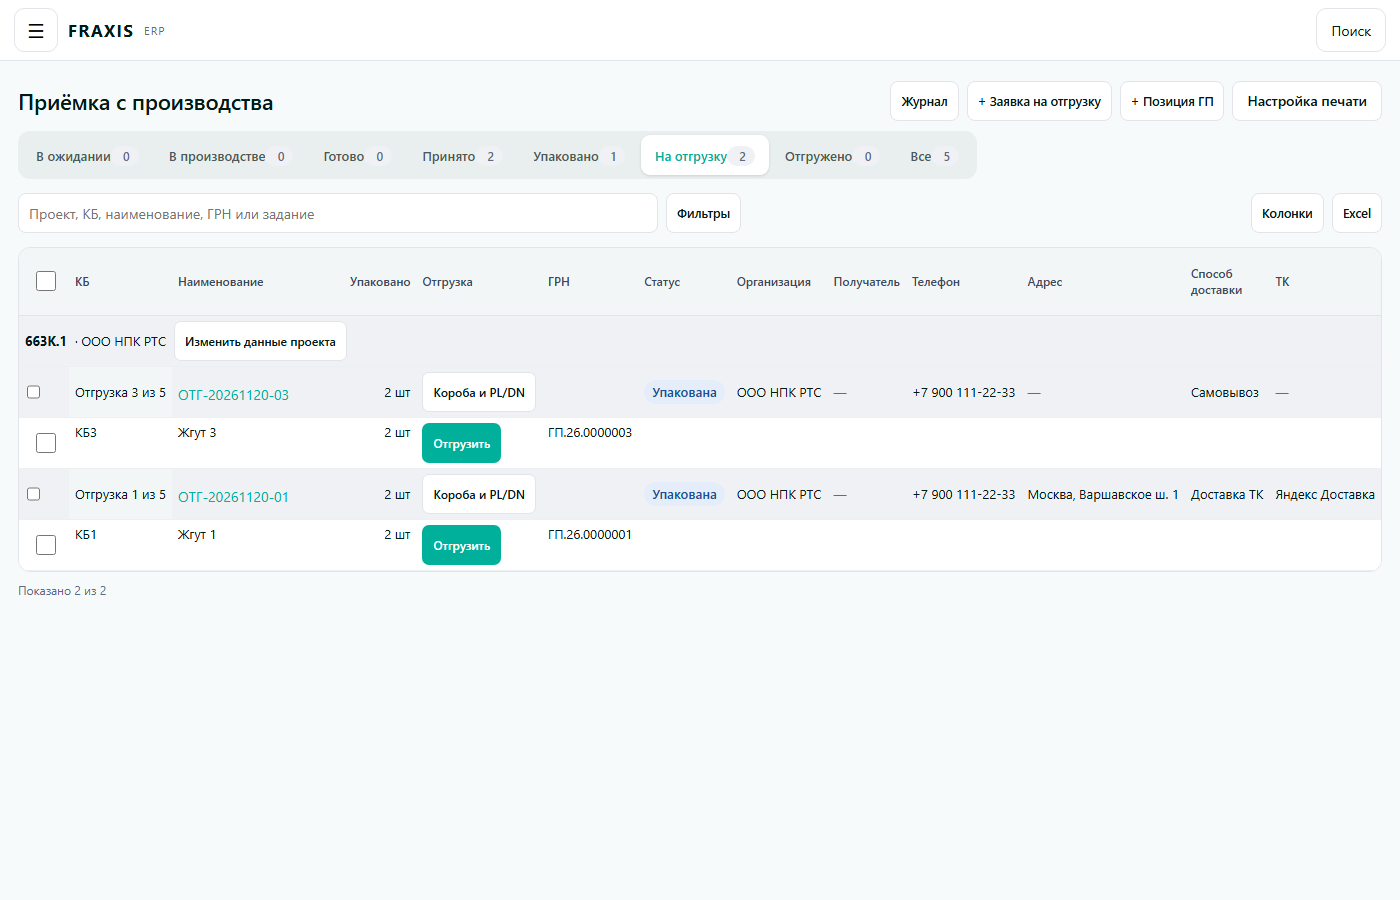 ☰ FRAXIS ERP Поиск
Приёмка с производства
Журнал + Заявка на отгрузку + Позиция ГП Настройка печати
В ожидании 0 В производстве 0 Готово 0 Принято 2 Упаковано 1 На отгрузку 2 Отгружено 0 Все 5
Проект, КБ, наименование, ГРН или задание Фильтры Колонки Excel
КБ Наименование Упаковано Отгрузка ГРН Статус Организация Получатель Телефон Адрес Способ доставки ТК
663К.1 · ООО НПК РТС Изменить данные проекта
Отгрузка 3 из 5 ОТГ-20261120-03 2 шт Короба и PL/DN Упакована ООО НПК РТС — +7 900 111-22-33 — Самовывоз —
КБ3 Жгут 3 2 шт Отгрузить ГП.26.0000003
Отгрузка 1 из 5 ОТГ-20261120-01 2 шт Короба и PL/DN Упакована ООО НПК РТС — +7 900 111-22-33 Москва, Варшавское ш. 1 Доставка ТК Яндекс Доставка
КБ1 Жгут 1 2 шт Отгрузить ГП.26.0000001
Показано 2 из 2